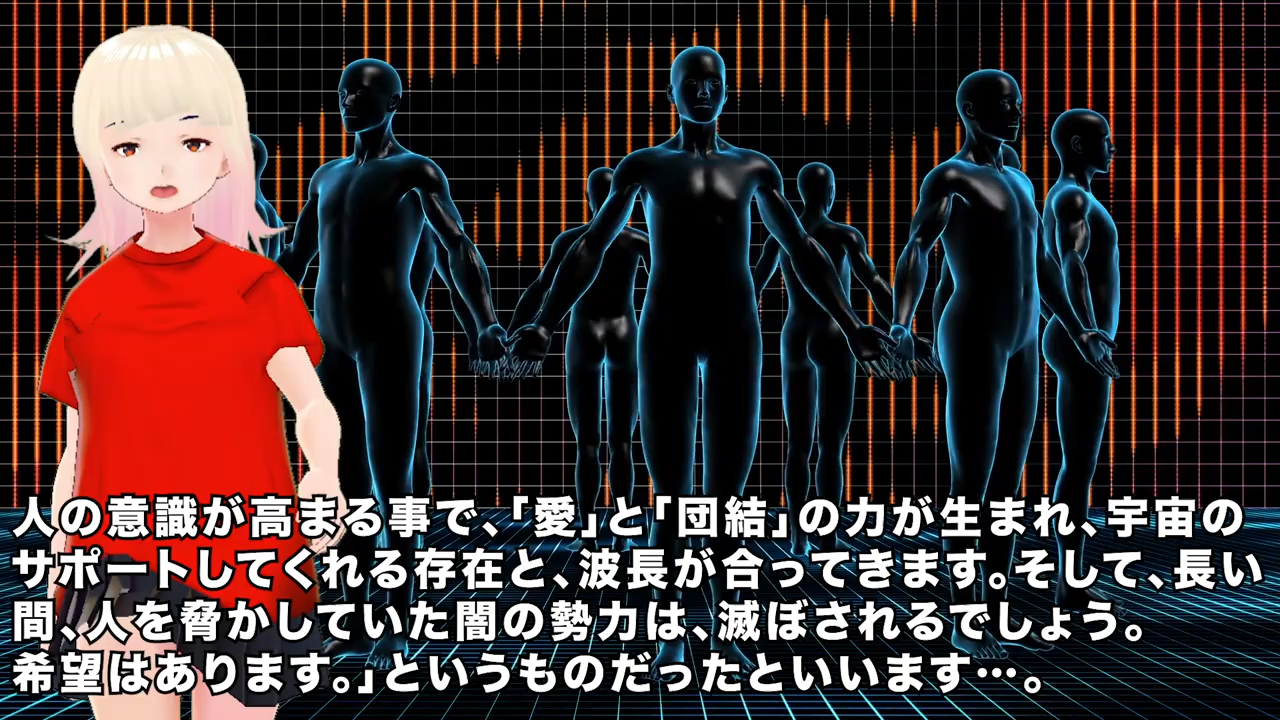 人の意識が高まる事で、｢愛｣と｢団結｣の力が生まれ、宇宙の
サポートしてくれる存在と、波長が合ってきます。そして、長い
間、人を脅かしていた闇の勢力は、滅ぼされるでしょう。
希望はあります。｣というものだったといいます…。